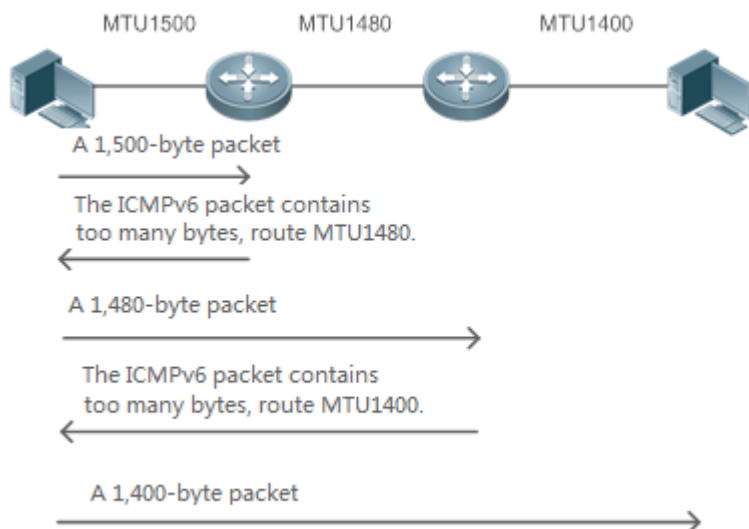 MTU1500 MTU1480 MTU1400
A 1,500-byte packet
The ICMPv6 packet contains
too many bytes, route MTU1480.
A 1,480-byte packet
The ICMPv6 packet contains
too many bytes, route MTU1400.
A 1,400-byte packet